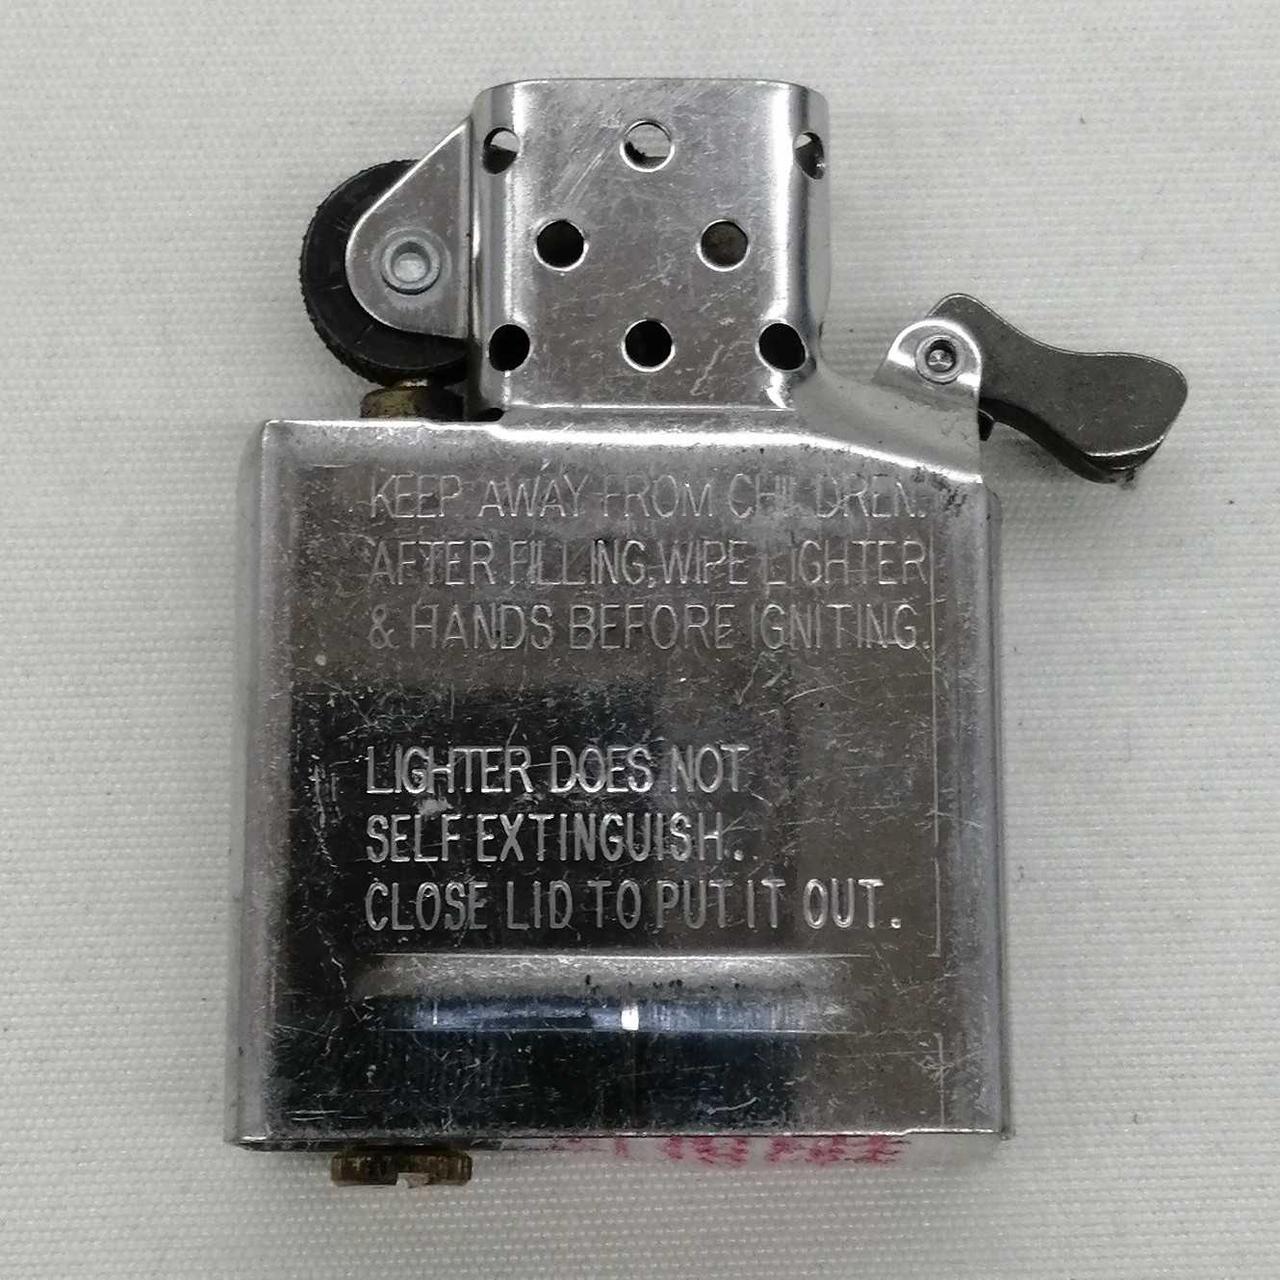 KEEP AWAY FROM CHILDREN.
AFTER FILLING, WIPE LIGHTER
& HANDS BEFORE IGNITING.
LIGHTER DOES NOT
SELF EXTINGUISH.
CLOSE LID TO PUT IT OUT.